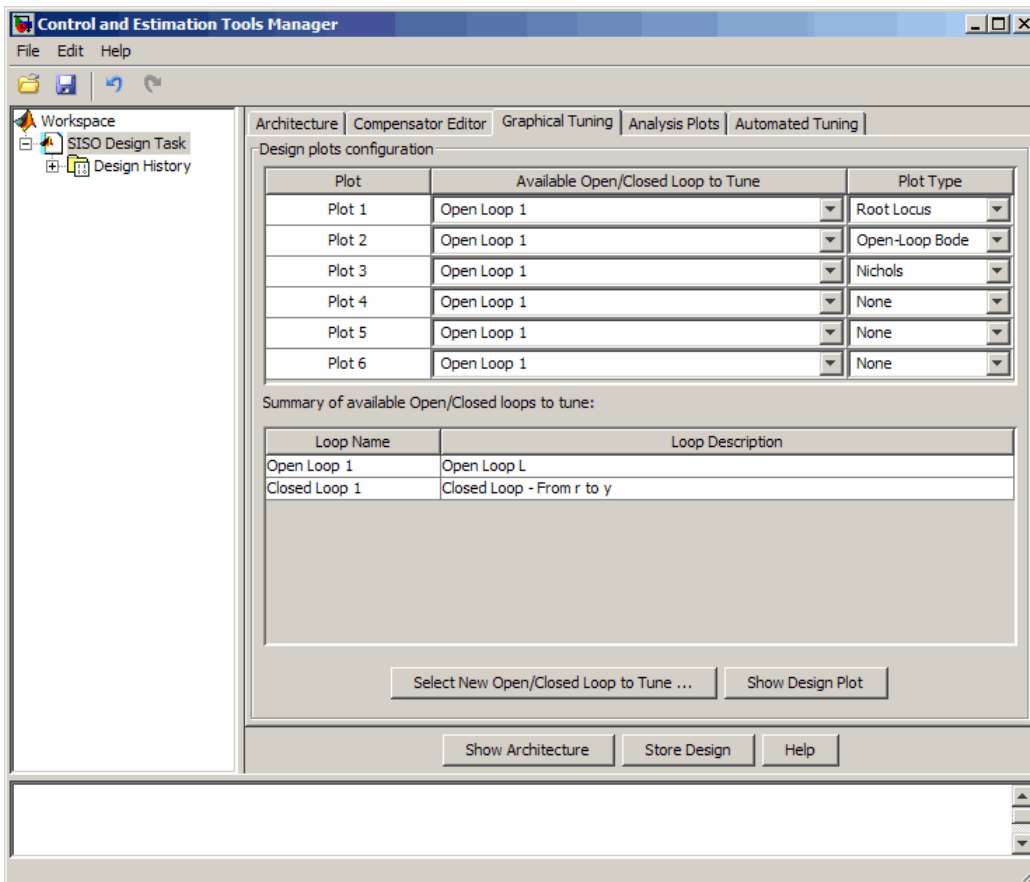 Control and Estimation Tools Manager
File Edit Help
Workspace
SISO Design Task
Design History
Architecture Compensator Editor Graphical Tuning Analysis Plots Automated Tuning
Design plots configuration
Plot Available Open/Closed Loop to Tune Plot Type
Plot 1 Open Loop 1 Root Locus
Plot 2 Open Loop 1 Open-Loop Bode
Plot 3 Open Loop 1 Nichols
Plot 4 Open Loop 1 None
Plot 5 Open Loop 1 None
Plot 6 Open Loop 1 None
Summary of available Open/Closed loops to tune:
Loop Name Loop Description
Open Loop 1 Open Loop L
Closed Loop 1 Closed Loop - From r to y
Select New Open/Closed Loop to Tune ... Show Design Plot
Show Architecture Store Design Help